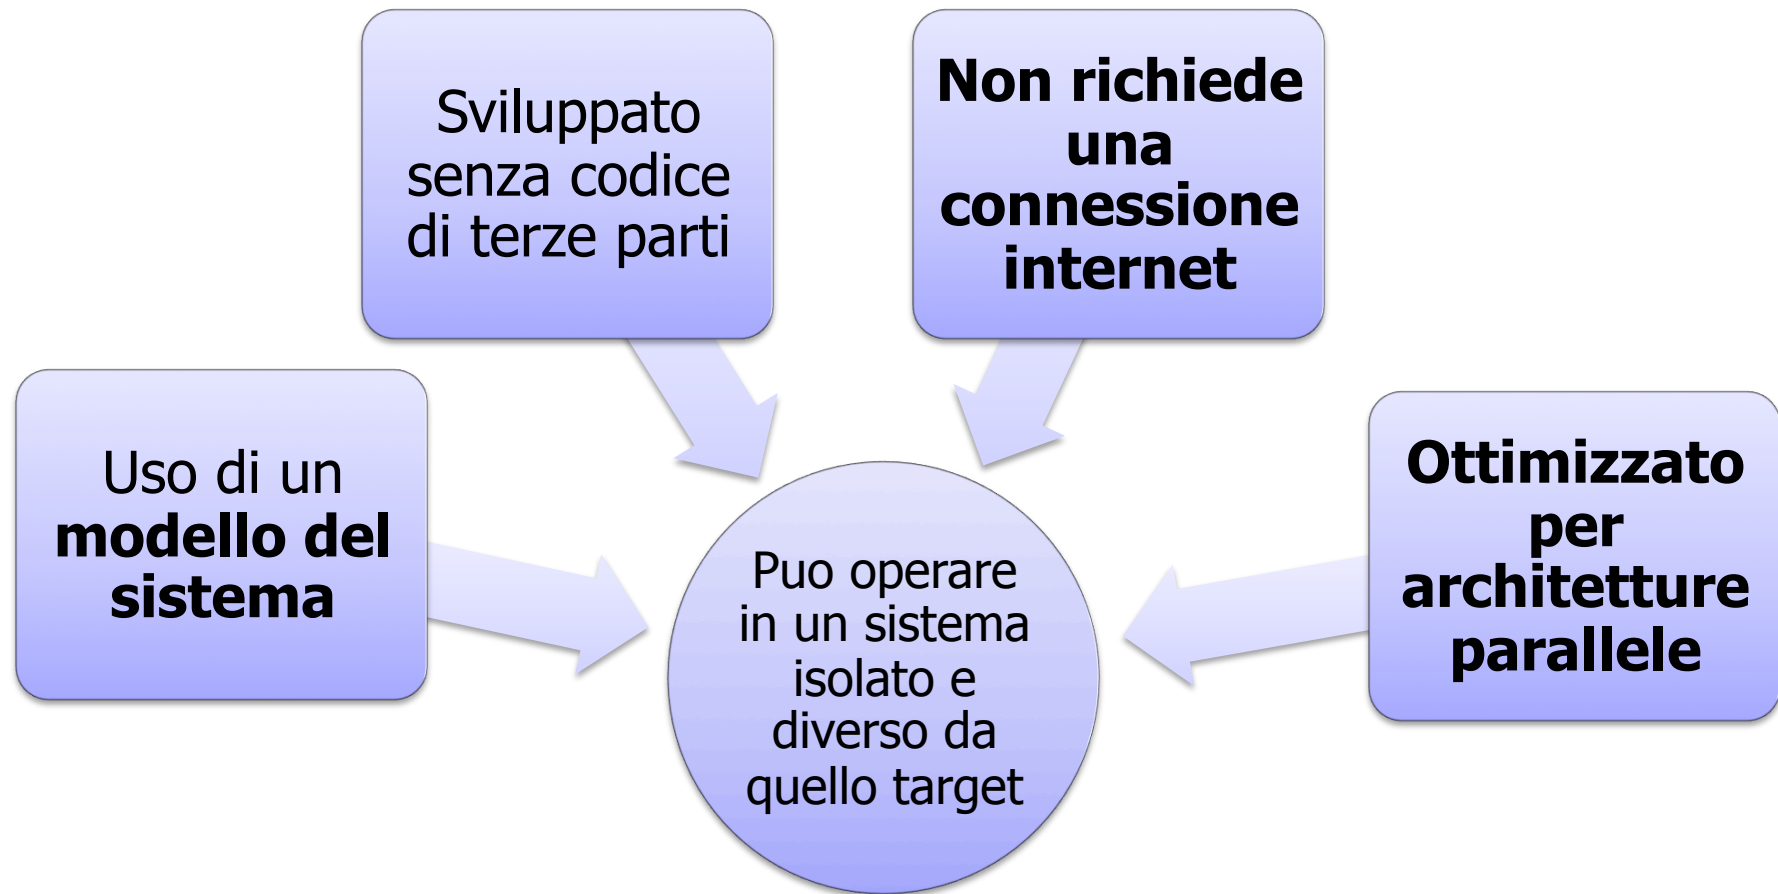 Sviluppato
senza codice
di terze parti
Non richiede
una
connessione
internet
Uso di un
modello del
sistema
Ottimizzato
per
architetture
parallele
Puo operare
in un sistema
isolato e
diverso da
quello target